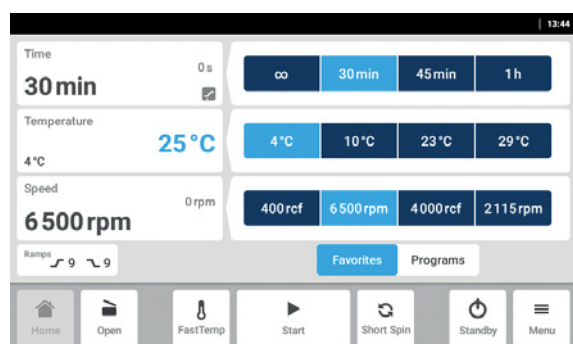 13:44
Time
0 s
30 min
∞ 30 min 45 min 1 h
Temperature
25 °C
4 °C
4 °C 10 °C 23 °C 29 °C
Speed
0 rpm
6 500 rpm
400 rcf 6 500 rpm 4 000 rcf 2 115 rpm
Ramps 9 9
Favorites Programs
Home Open FastTemp Start Short Spin Standby Menu